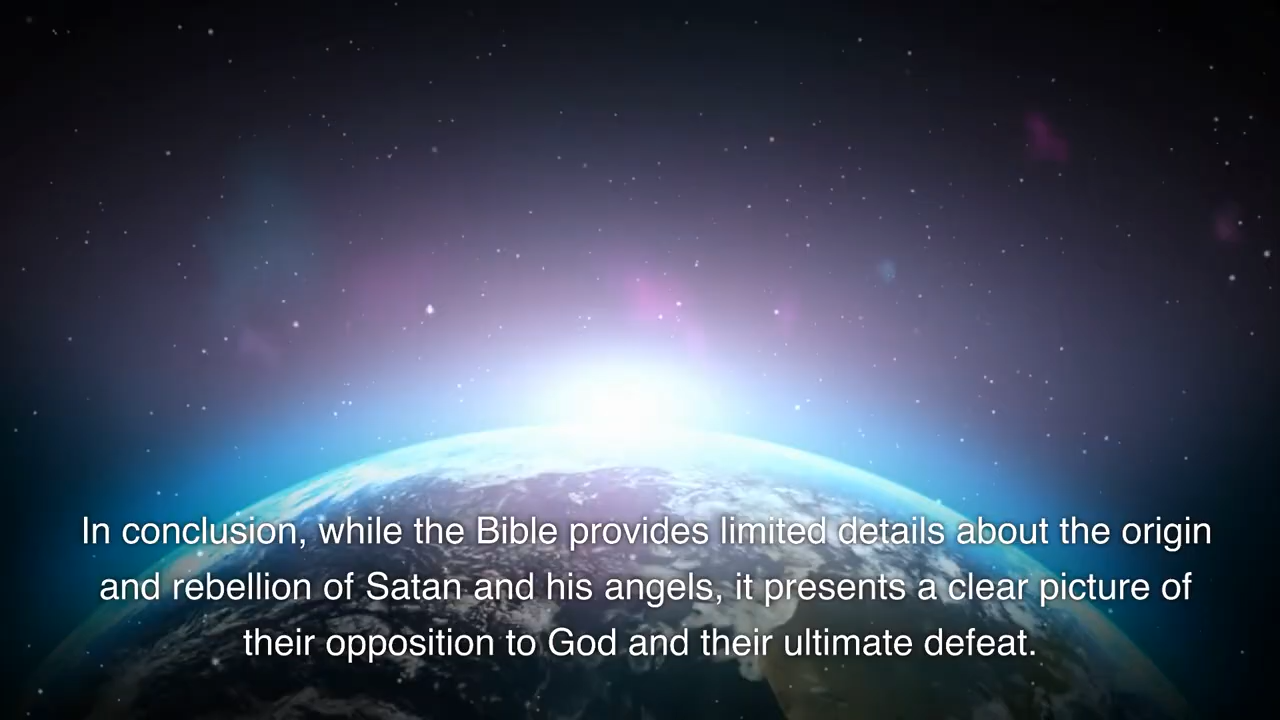 In conclusion, while the Bible provides limited details about the origin
and rebellion of Satan and his angels, it presents a clear picture of
their opposition to God and their ultimate defeat.